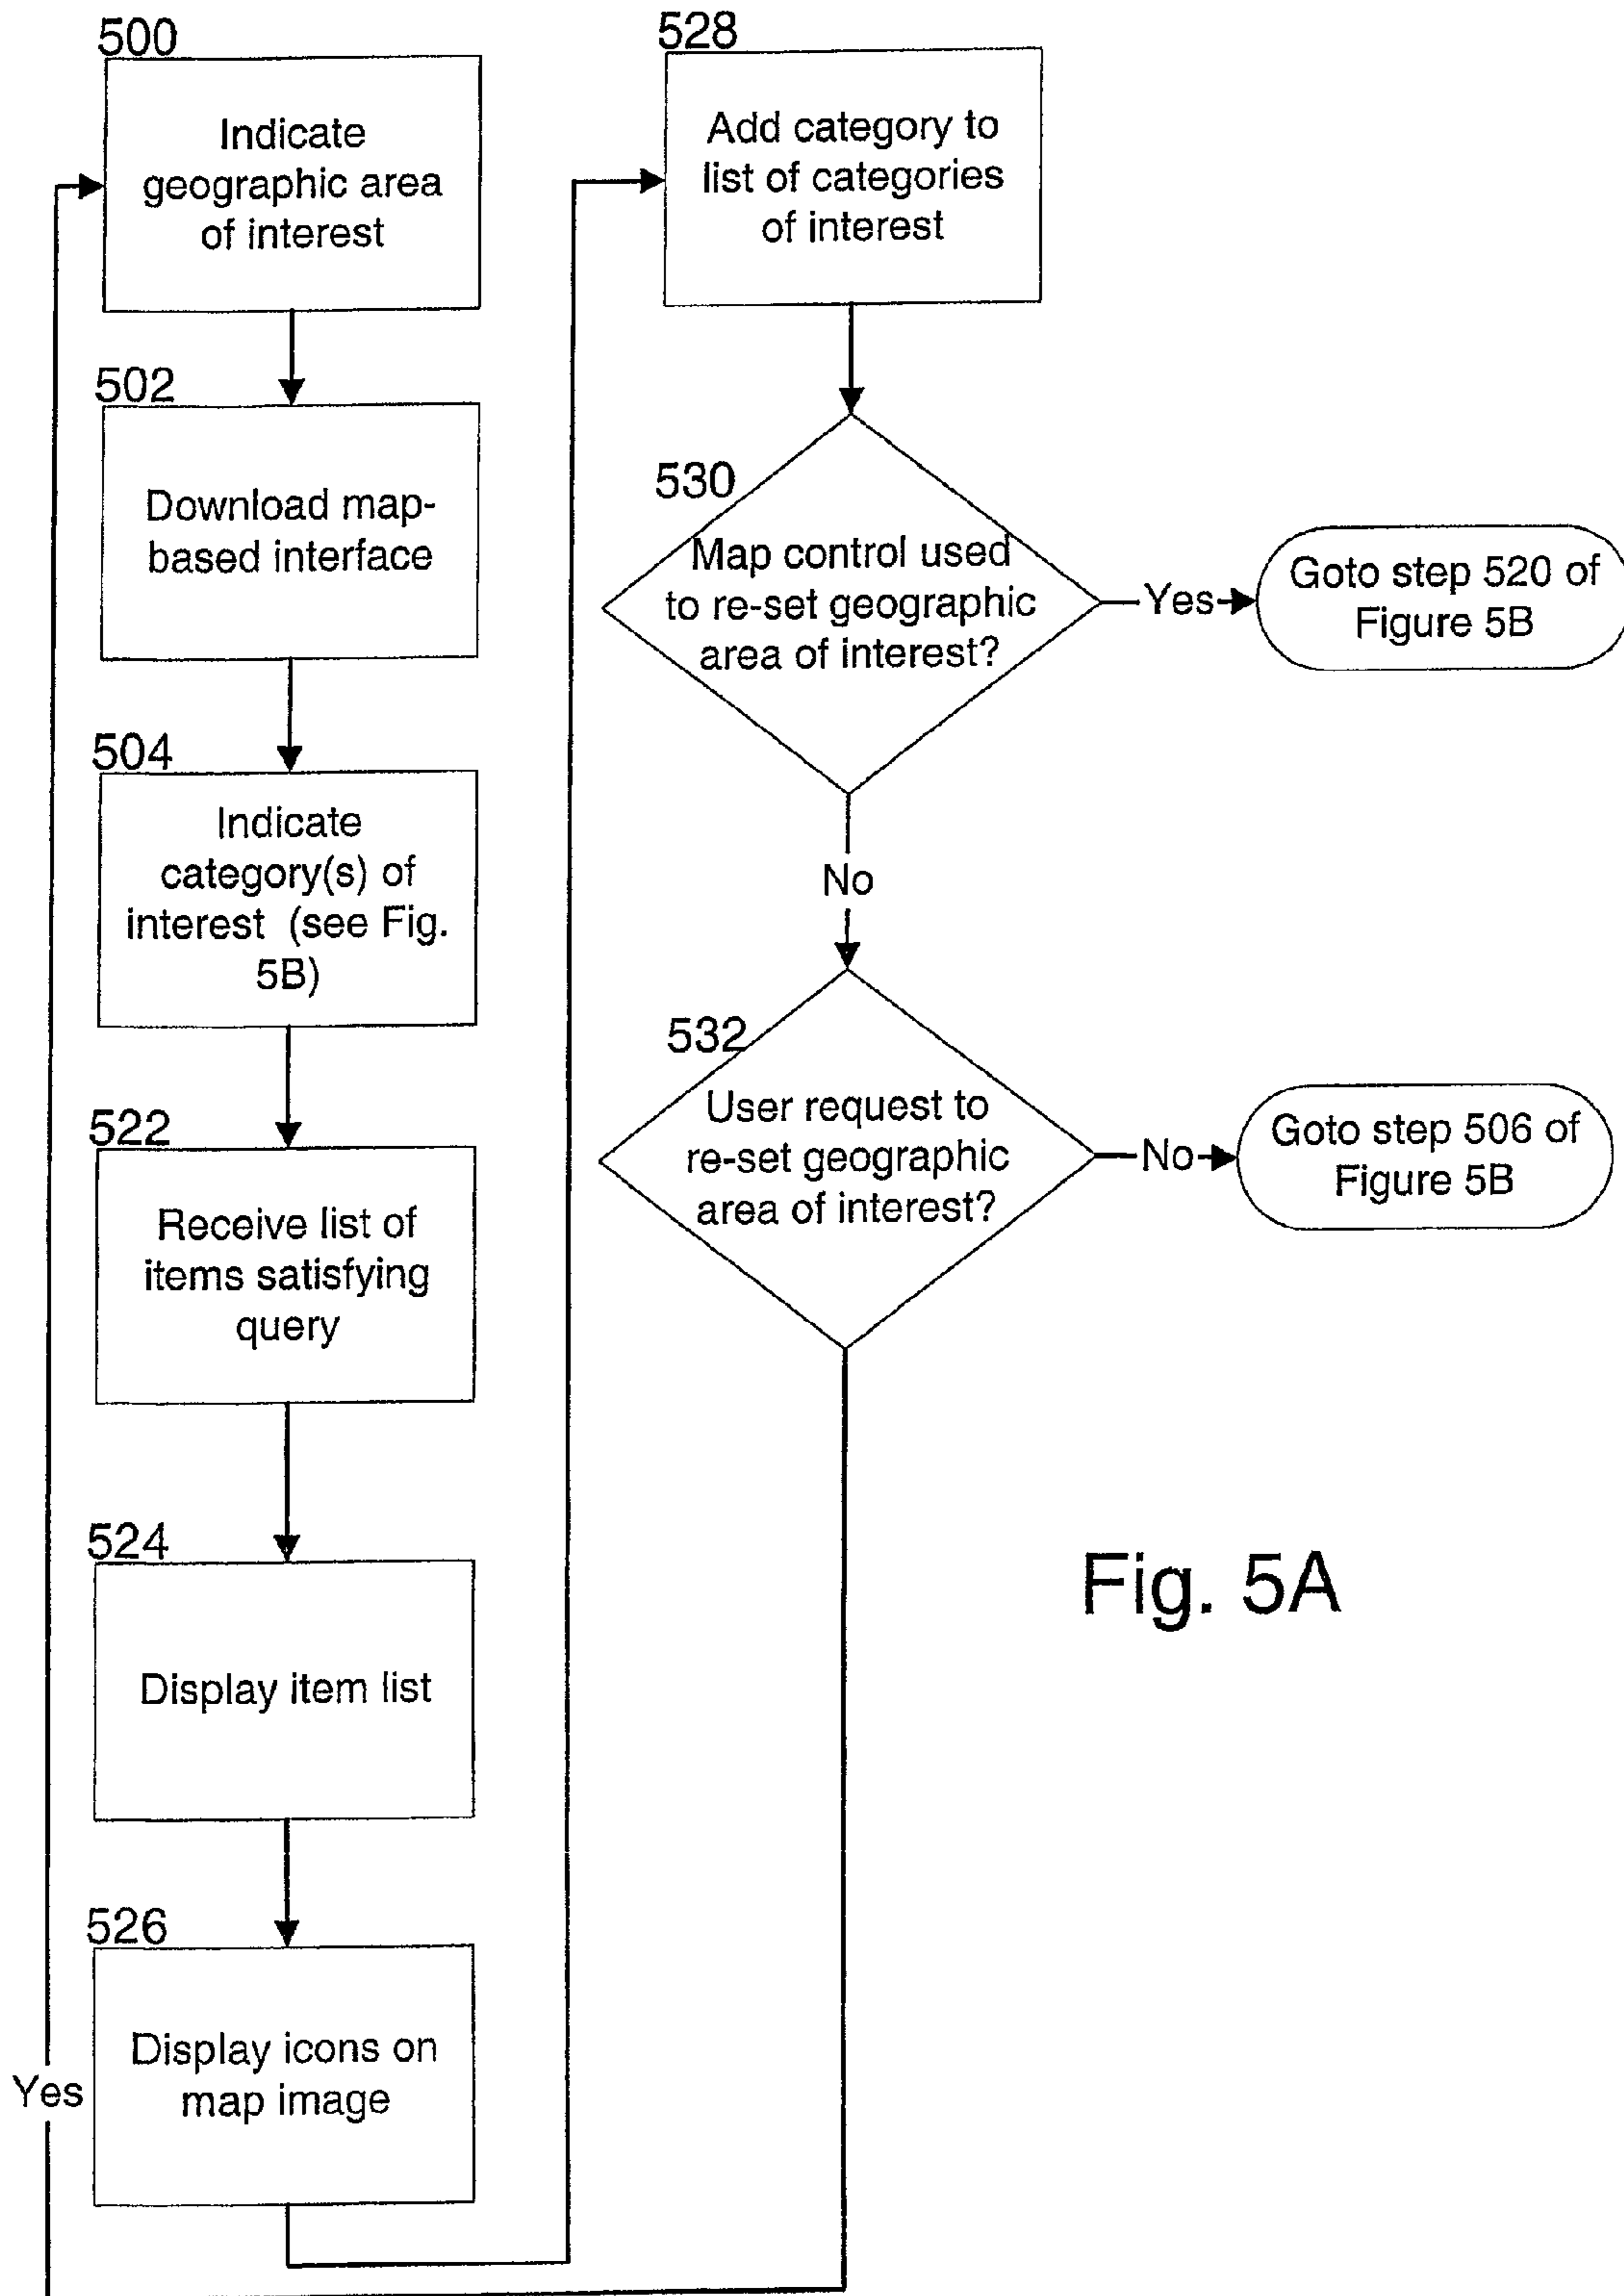 500
Indicate
geographic area
of interest
502
Download map-
based interface
504
Indicate
category(s) of
interest (see Fig.
5B)
522
Receive list of
items satisfying
query
524
Display item list
526
Display icons on
map image
Yes
528
Add category to
list of categories
of interest
530
Map control used
to re-set geographic
area of interest?
Yes
Goto step 520 of
Figure 5B
No
532
User request to
re-set geographic
area of interest?
No
Goto step 506 of
Figure 5B
Fig. 5A